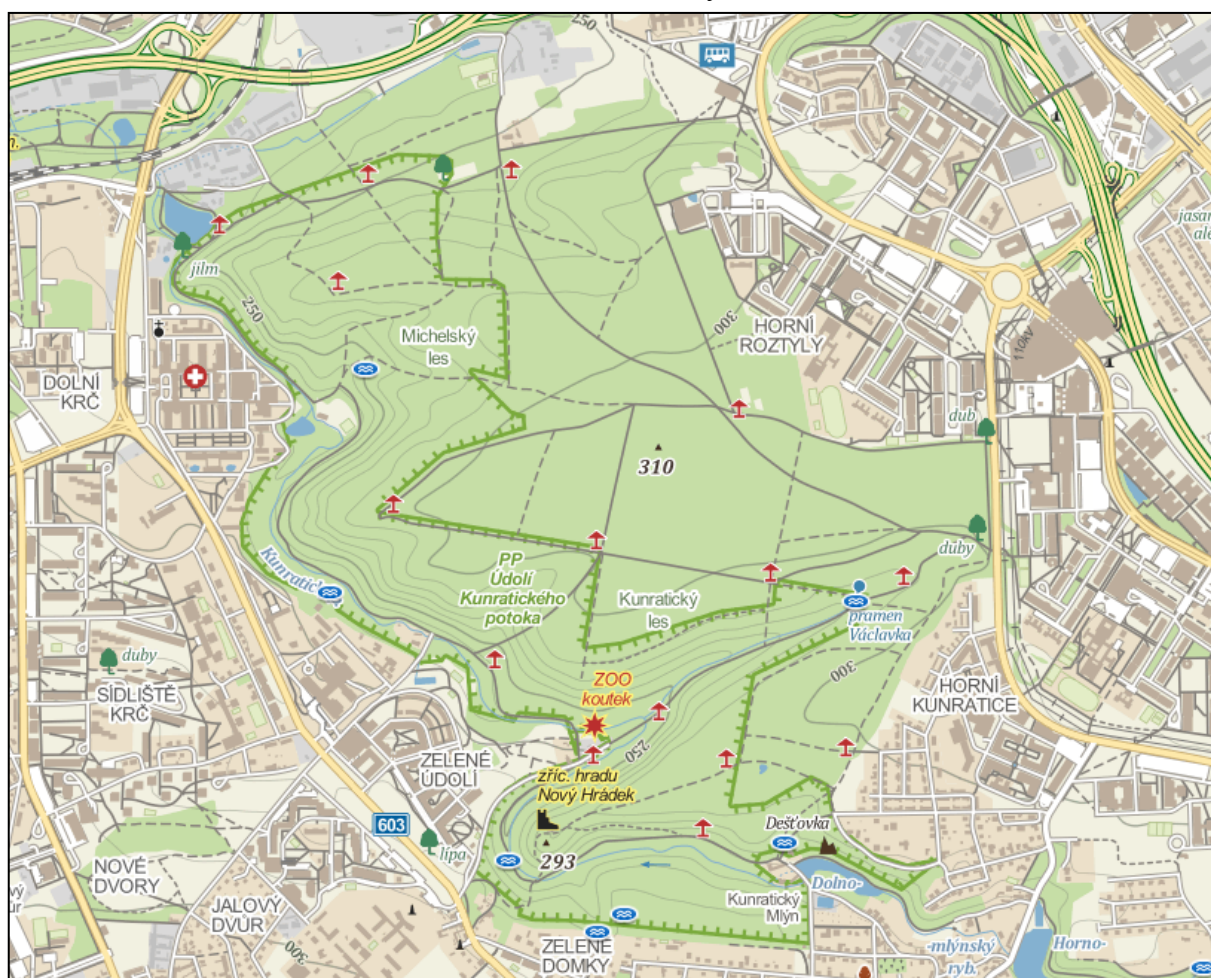 250
m.
jasan
alé
jilm
250
Michelský
les
300
HORNÍ
ROZTYLY
110kV
DOLNÍ
KRČ
dub
310
duby
PP
Údolí
Kunratického
potoka
Kunratický
les
pramen
Václavka
duby
SÍDLIŠTĚ
KRČ
ZOO
koutek
300
HORNÍ
KUNRATICE
250
ZELENÉ
ÚDOLÍ
zříc. hradu
Nový Hrádek
603
lípa
293
Dešťovka
NOVÉ
DVORY
JALOVÝ
DVŮR
Kunratický
Mlýn
Dolno-
-mlýnský
ryb.
Horno-
300
ZELENÉ
DOMKY